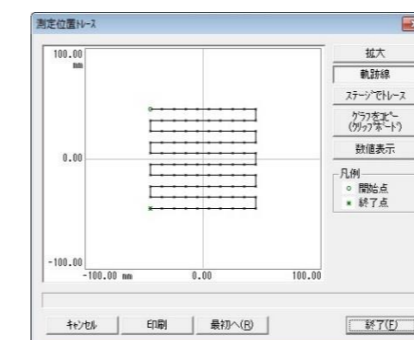 測定位置トレース
100.00
mm
0.00
-100.00
-100.00 mm
0.00
100.00
拡大
軌跡線
ステージでトレース
グラフをコピー
(クリップボード)
数値表示
凡例
開始点
終了点
キャンセル
印刷
最初へ(R)
終了(E)